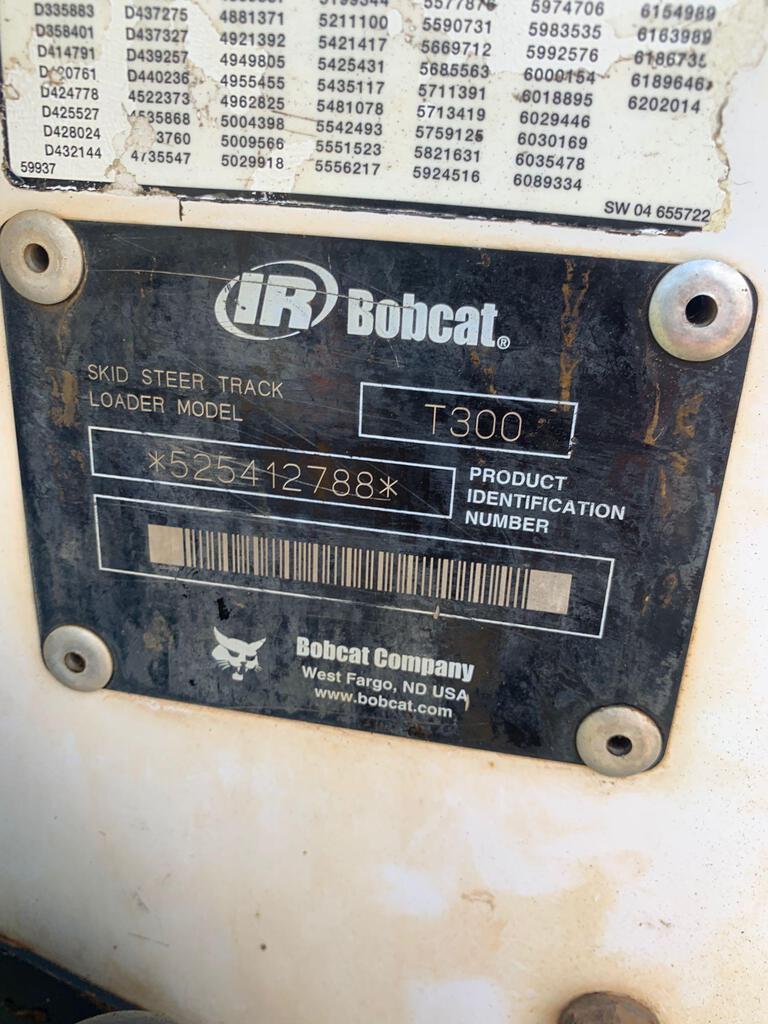 D335883 D437275 4881371 5211100 5590731 5983535 6163989
D358401 D437327 4921392 5421417 5669712 5992576
D414791 D439257 4949805 5425431 5685563 6000154
D440236 4955455 5435117 5711391 6018895 6202014
D424778 4522373 4962825 5481078 5713419 6029446
D425527 5004398 5542493 5759125 6030169
D428024 5009566 5551523 5821631 6035478
D432144 4735547 5029918 5556217 5924516 6089334
59937
SW 04 655722
IR Bobcat®
SKID STEER TRACK
LOADER MODEL
T300
*525412788*
PRODUCT
IDENTIFICATION
NUMBER
Bobcat Company
West Fargo, ND USA
www.bobcat.com